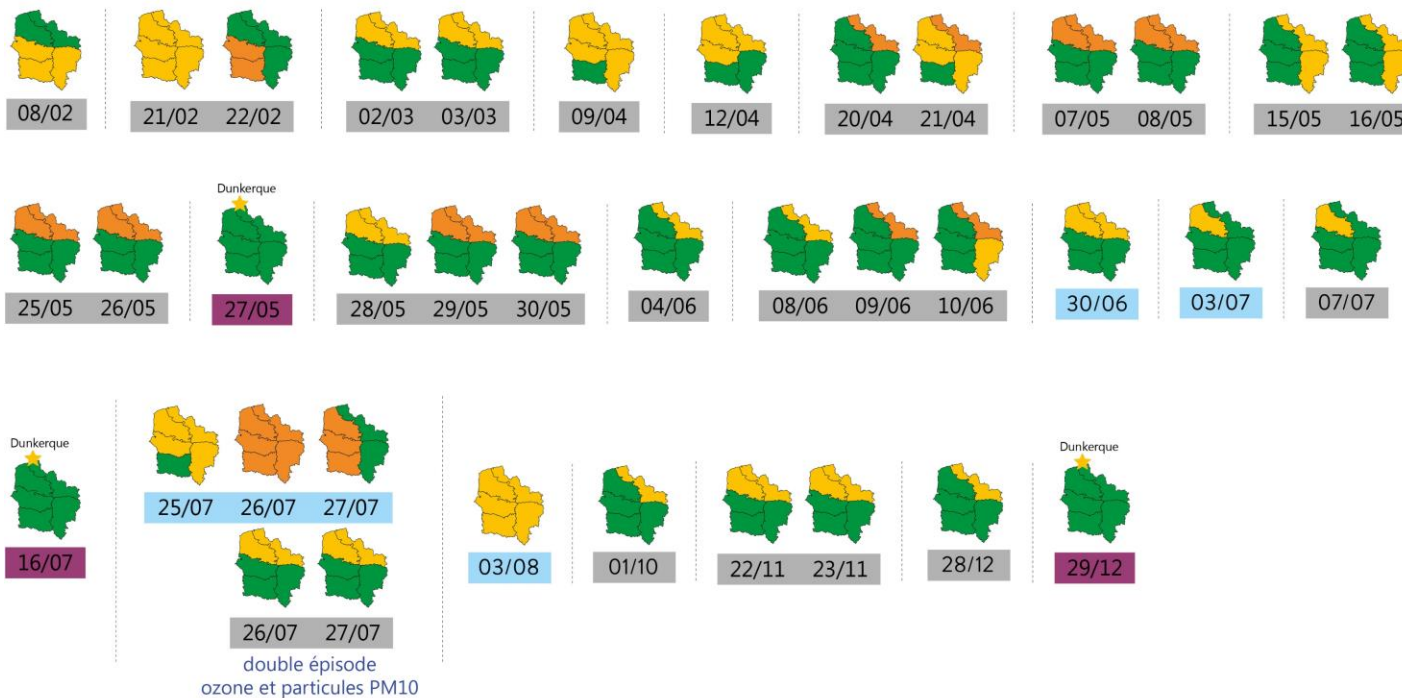 08/02 21/02 22/02 02/03 03/03 09/04 12/04 20/04 21/04 07/05 08/05 15/05 16/05
Dunkerque
25/05 26/05 27/05 28/05 29/05 30/05 04/06 08/06 09/06 10/06 30/06 03/07 07/07
Dunkerque
16/07
25/07 26/07 27/07
26/07 27/07
double épisode
ozone et particules PM10
03/08 01/10 22/11 23/11 28/12
Dunkerque
29/12